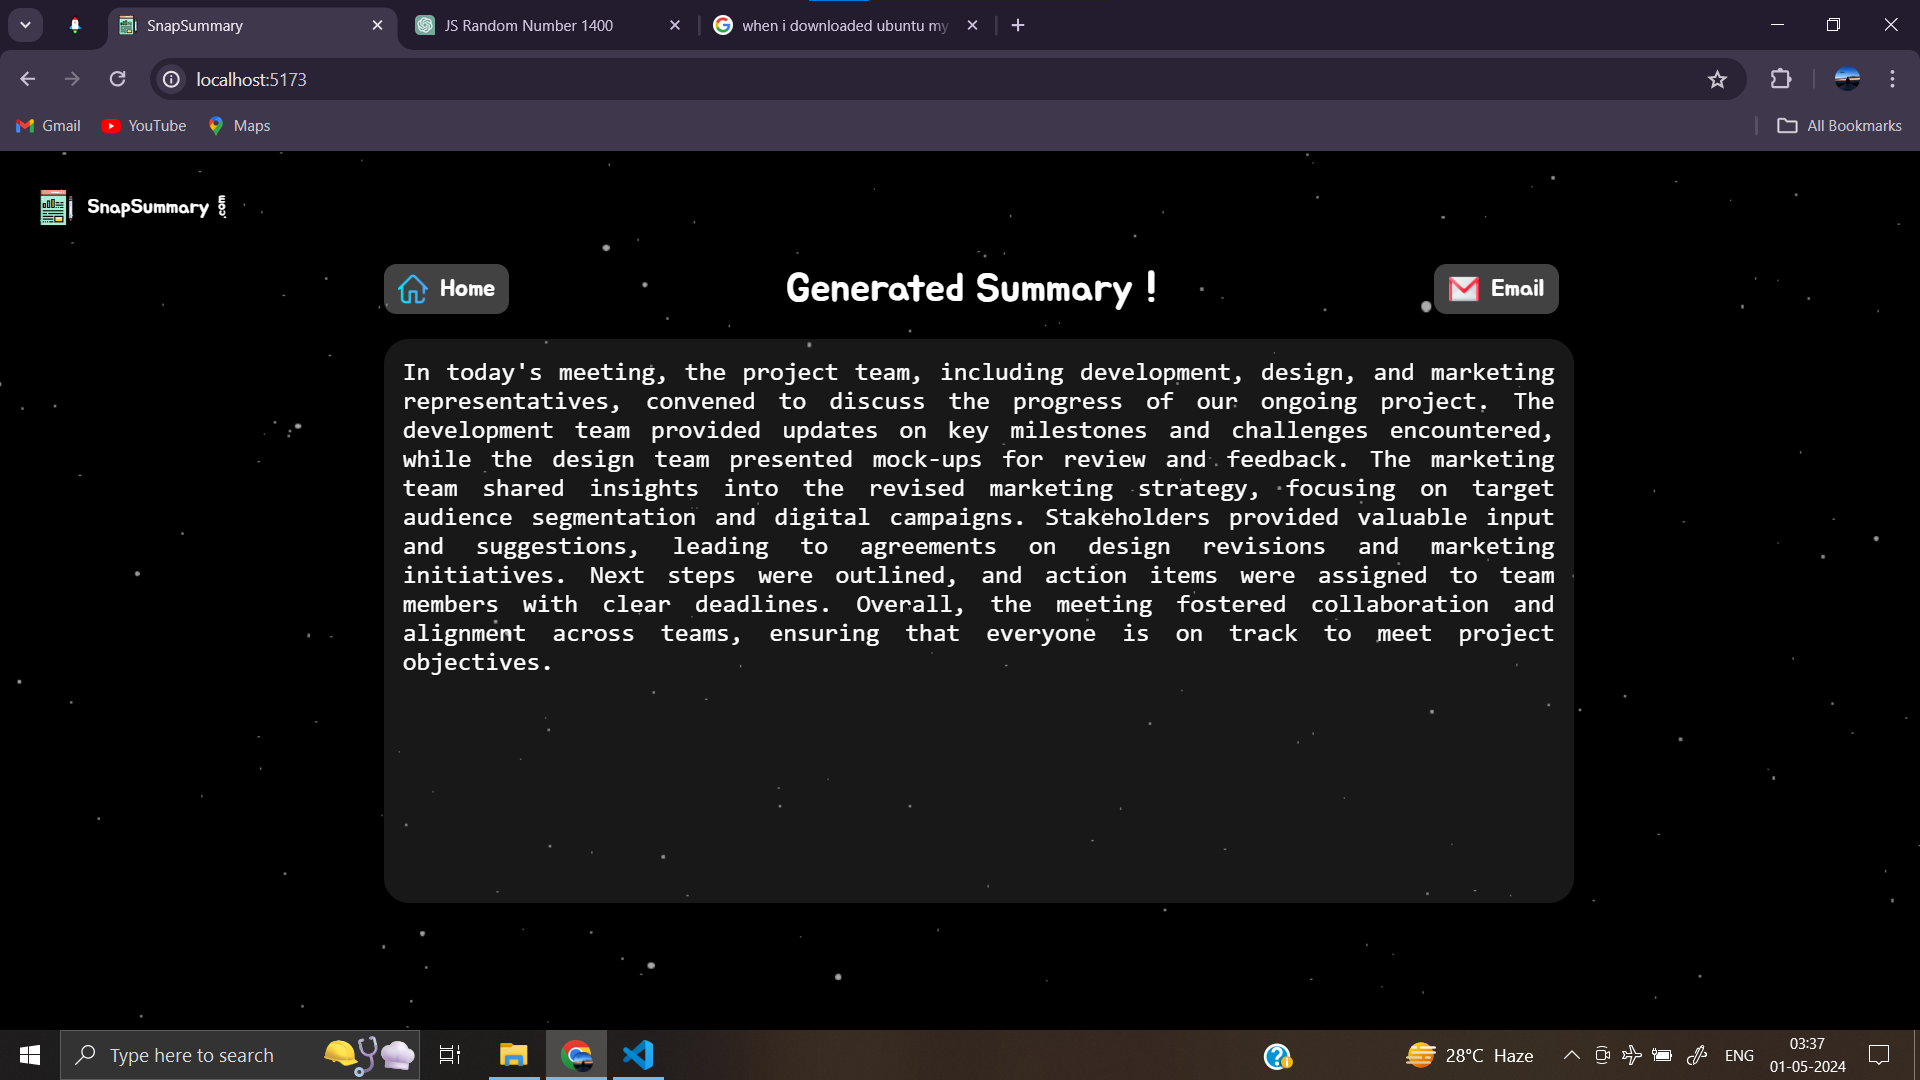 SnapSummary
JS Random Number 1400
when i downloaded ubuntu my
localhost:5173
Gmail
YouTube
Maps
All Bookmarks
SnapSummary .com
Home
Generated Summary !
Email
In today's meeting, the project team, including development, design, and marketing
representatives, convened to discuss the progress of our ongoing project. The
development team provided updates on key milestones and challenges encountered,
while the design team presented mock-ups for review and feedback. The marketing
team shared insights into the revised marketing strategy, focusing on target
audience segmentation and digital campaigns. Stakeholders provided valuable input
and suggestions, leading to agreements on design revisions and marketing
initiatives. Next steps were outlined, and action items were assigned to team
members with clear deadlines. Overall, the meeting fostered collaboration and
alignment across teams, ensuring that everyone is on track to meet project
objectives.
Type here to search
28°C Haze
ENG
03:37
01-05-2024